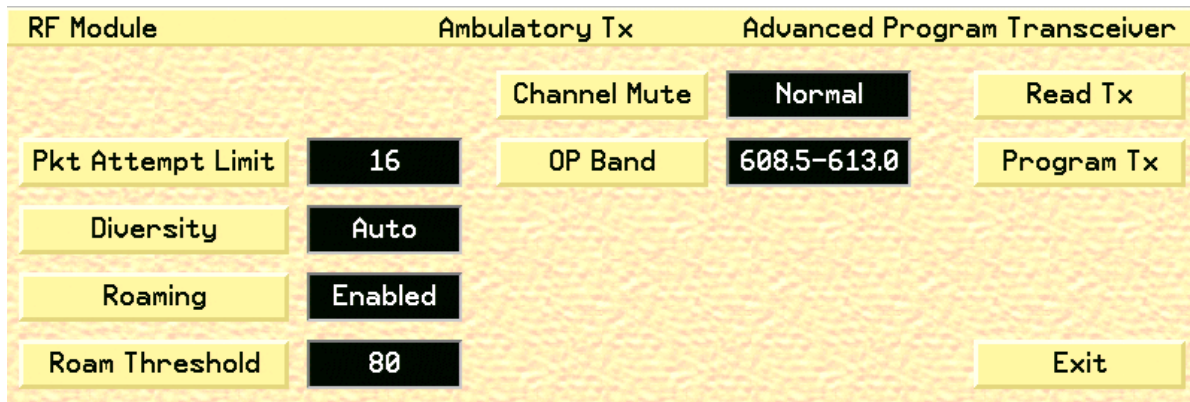 RF Module Ambulatory Tx Advanced Program Transceiver
Channel Mute Normal Read Tx
Pkt Attempt Limit 16 OP Band 608.5-613.0 Program Tx
Diversity Auto
Roaming Enabled
Roam Threshold 80 Exit